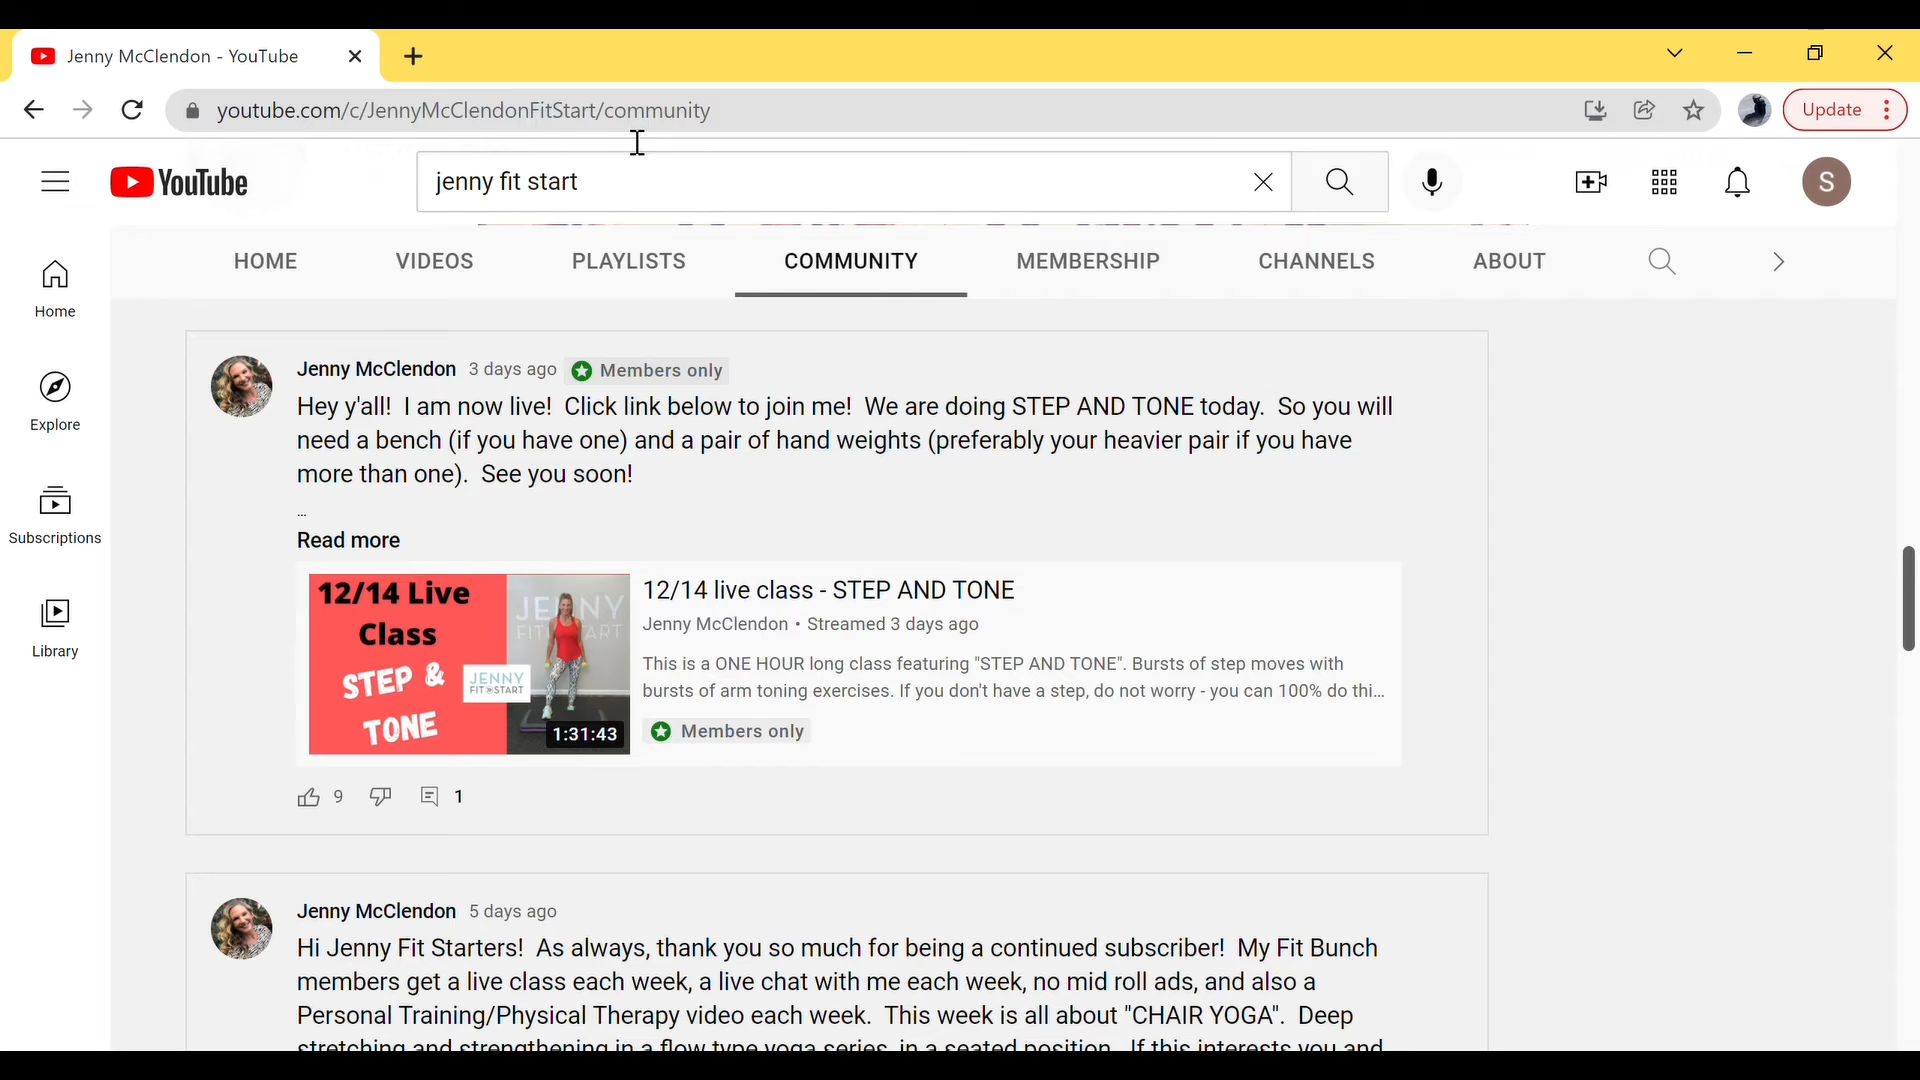 Jenny McClendon - YouTube
youtube.com/c/JennyMcClendonFitStart/community
Update
YouTube
jenny fit start
S
HOME VIDEOS PLAYLISTS COMMUNITY MEMBERSHIP CHANNELS ABOUT
Home
Explore
Subscriptions
Library
Jenny McClendon 3 days ago Members only
Hey y'all! I am now live! Click link below to join me! We are doing STEP AND TONE today. So you will
need a bench (if you have one) and a pair of hand weights (preferably your heavier pair if you have
more than one). See you soon!
...
Read more
12/14 Live
Class
STEP &
TONE
JENNY
FIT START
JENNY
FIT START
1:31:43
12/14 live class - STEP AND TONE
Jenny McClendon • Streamed 3 days ago
This is a ONE HOUR long class featuring "STEP AND TONE". Bursts of step moves with
bursts of arm toning exercises. If you don't have a step, do not worry - you can 100% do thi...
Members only
9 1
Jenny McClendon 5 days ago
Hi Jenny Fit Starters! As always, thank you so much for being a continued subscriber! My Fit Bunch
members get a live class each week, a live chat with me each week, no mid roll ads, and also a
Personal Training/Physical Therapy video each week. This week is all about "CHAIR YOGA". Deep
stretching and strengthening in a flow type yoga series, in a seated position. If this interests you and